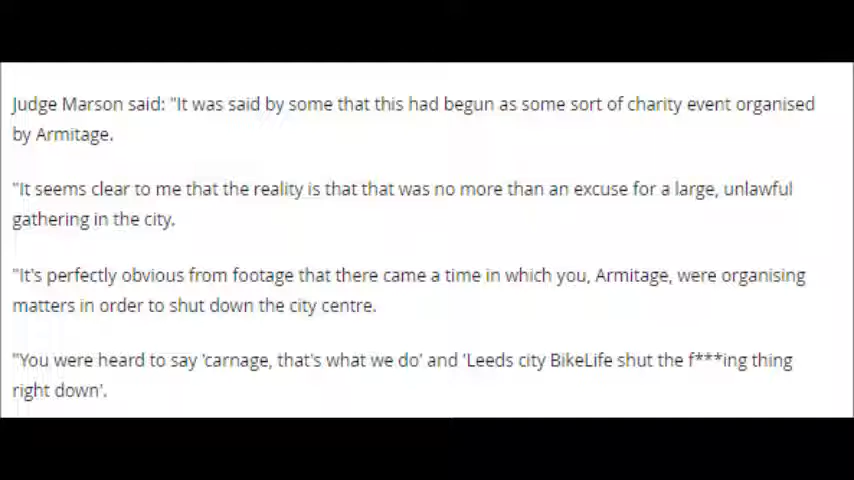 Judge Marson said: "It was said by some that this had begun as some sort of charity event organised
by Armitage.
"It seems clear to me that the reality is that that was no more than an excuse for a large, unlawful
gathering in the city.
"It's perfectly obvious from footage that there came a time in which you, Armitage, were organising
matters in order to shut down the city centre.
"You were heard to say 'carnage, that's what we do' and 'Leeds city BikeLife shut the f***ing thing
right down'.